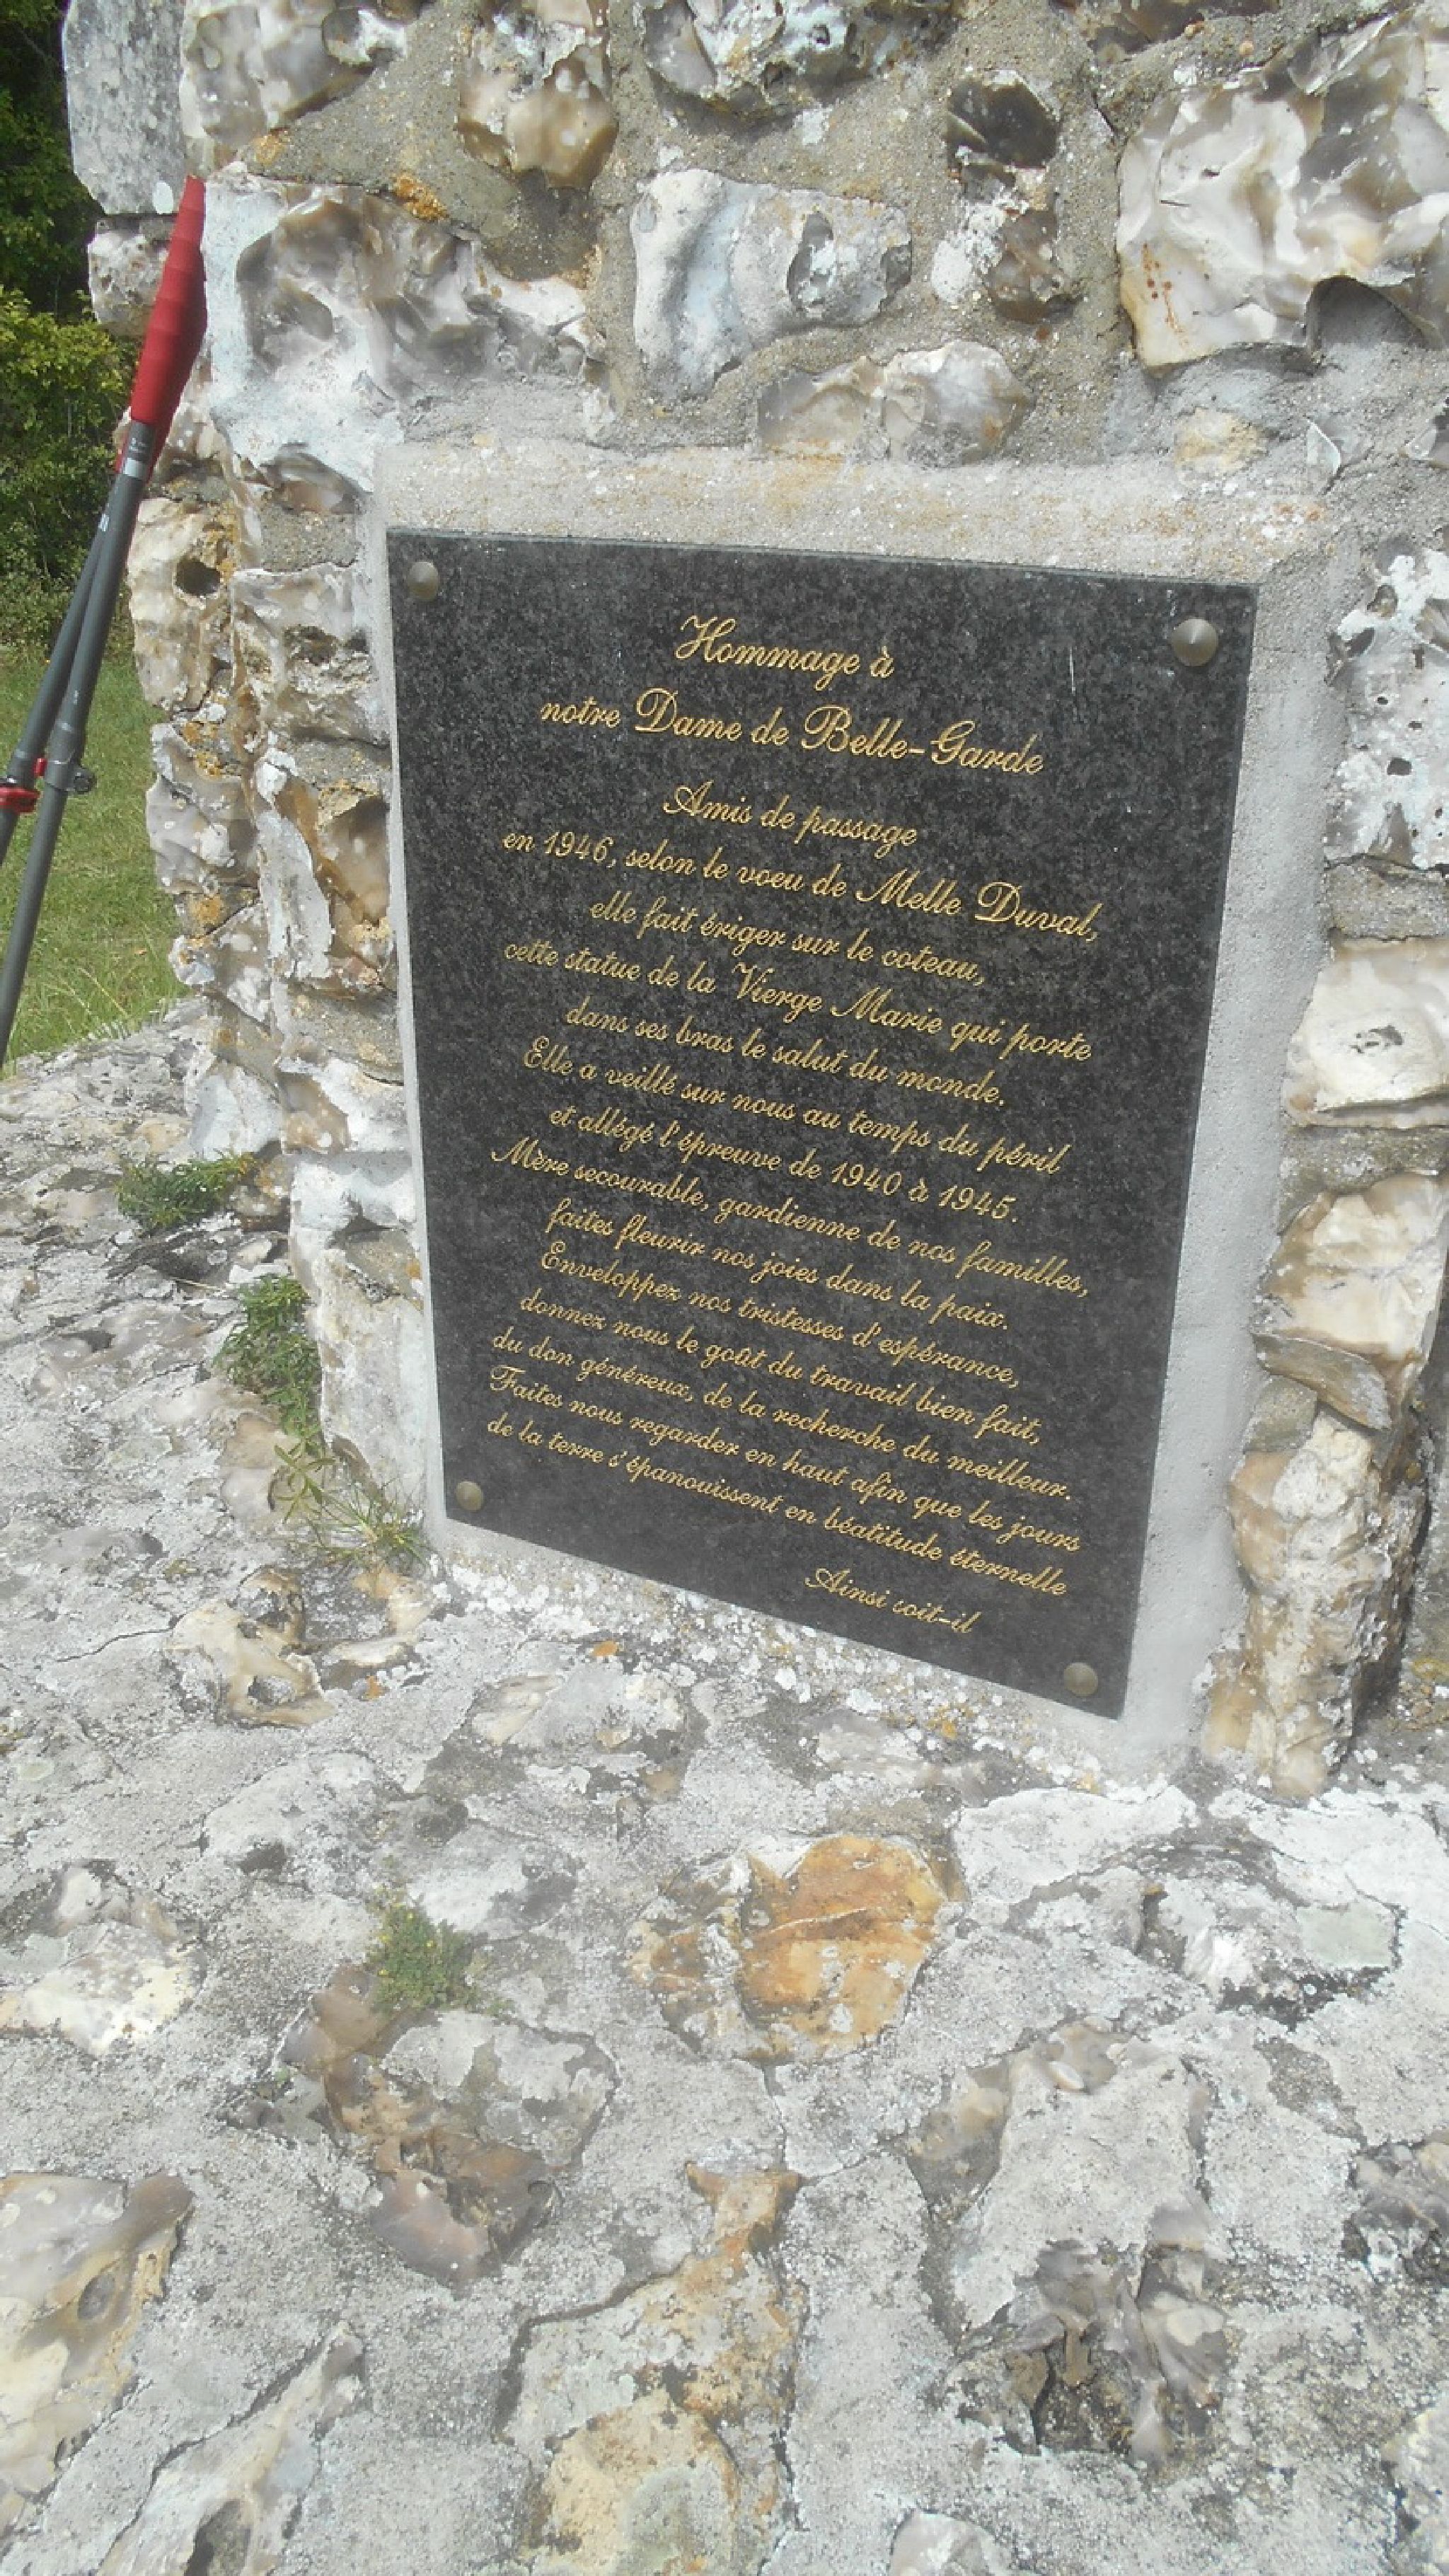 Hommage à
notre Dame de Belle-Garde
Amis de passage
en 1946, selon le voeu de Melle Duval,
elle fait ériger sur le coteau,
cette statue de la Vierge Marie qui porte
dans ses bras le salut du monde.
Elle a veillé sur nous au temps du péril
et allégé l'épreuve de 1940 à 1945.
Mère secourable, gardienne de nos familles,
faites fleurir nos joies dans la paix.
Enveloppez nos tristesses d'espérance,
donnez nous le goût du travail bien fait,
du don généreux, de la recherche du meilleur.
Faites nous regarder en haut afin que les jours
de la terre s'épanouissent en béatitude éternelle
Ainsi soit-il